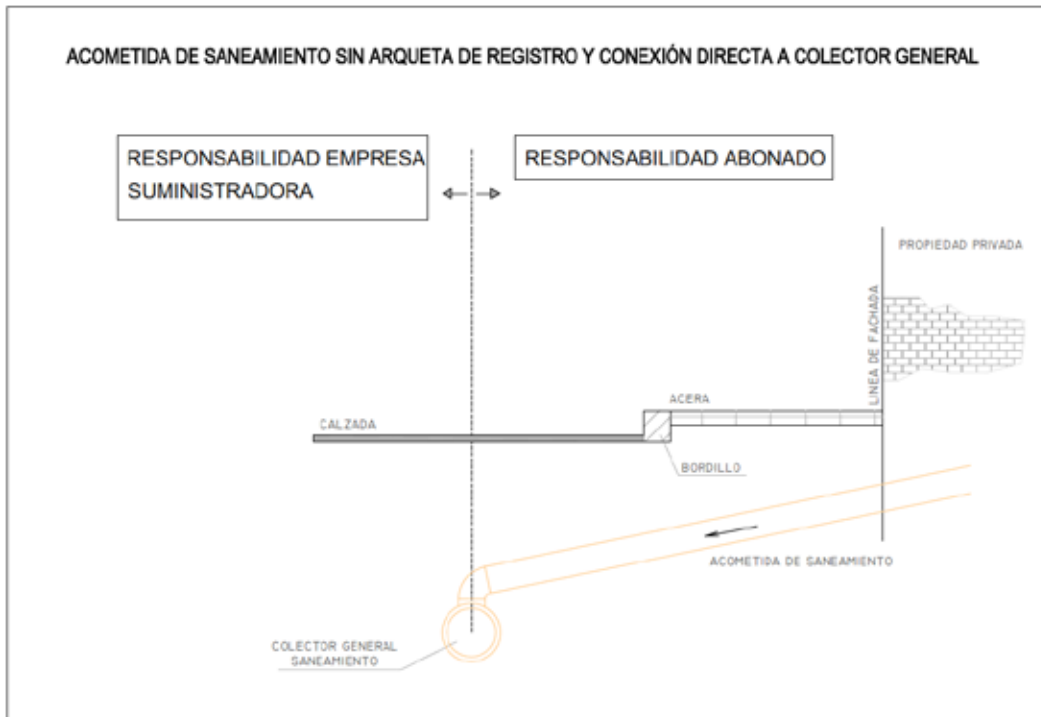 ACOMETIDA DE SANEAMIENTO SIN ARQUETA DE REGISTRO Y CONEXIÓN DIRECTA A COLECTOR GENERAL
RESPONSABILIDAD EMPRESA
SUMINISTRADORA
RESPONSABILIDAD ABONADO
PROPIEDAD PRIVADA
LINEA DE FACHADA
ACERA
CALZADA
BORDILLO
ACOMETIDA DE SANEAMIENTO
COLECTOR GENERAL
SANEAMIENTO